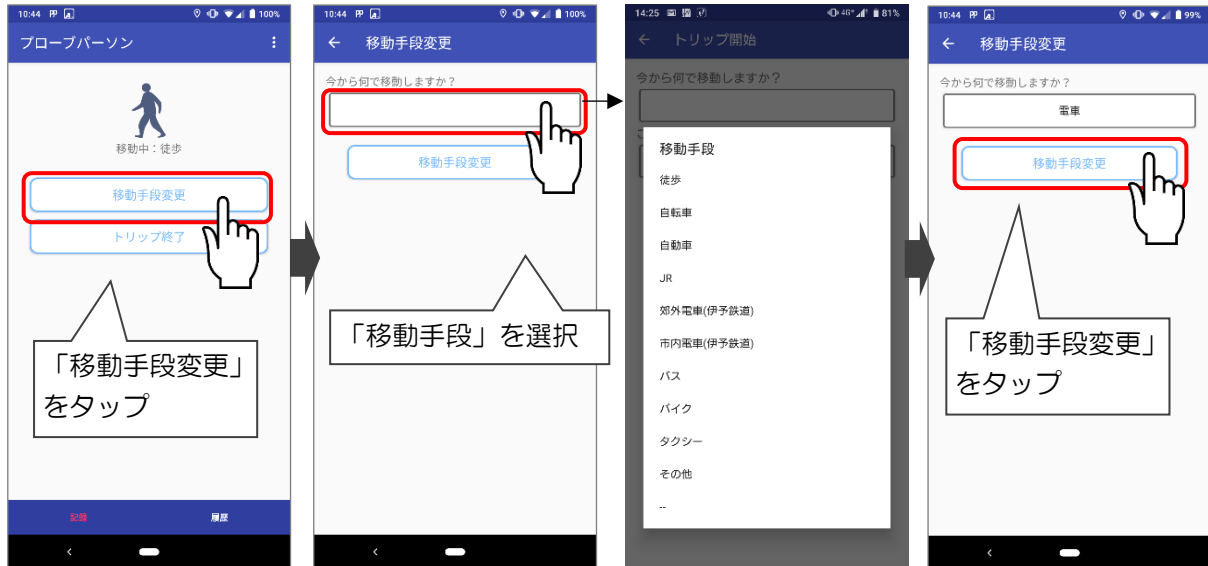 10:44 PP 100%
プローブパーソン
移動中：徒歩
移動手段変更
トリップ終了
「移動手段変更」
をタップ
記録 履歴
10:44 PP 100%
← 移動手段変更
今から何で移動しますか？
移動手段変更
「移動手段」を選択
14:25 4G+ 81%
← トリップ開始
今から何で移動しますか？
移動手段
徒歩
自転車
自動車
JR
郊外電車(伊予鉄道)
市内電車(伊予鉄道)
バス
バイク
タクシー
その他
--
10:44 PP 99%
← 移動手段変更
今から何で移動しますか？
電車
移動手段変更
「移動手段変更」
をタップ